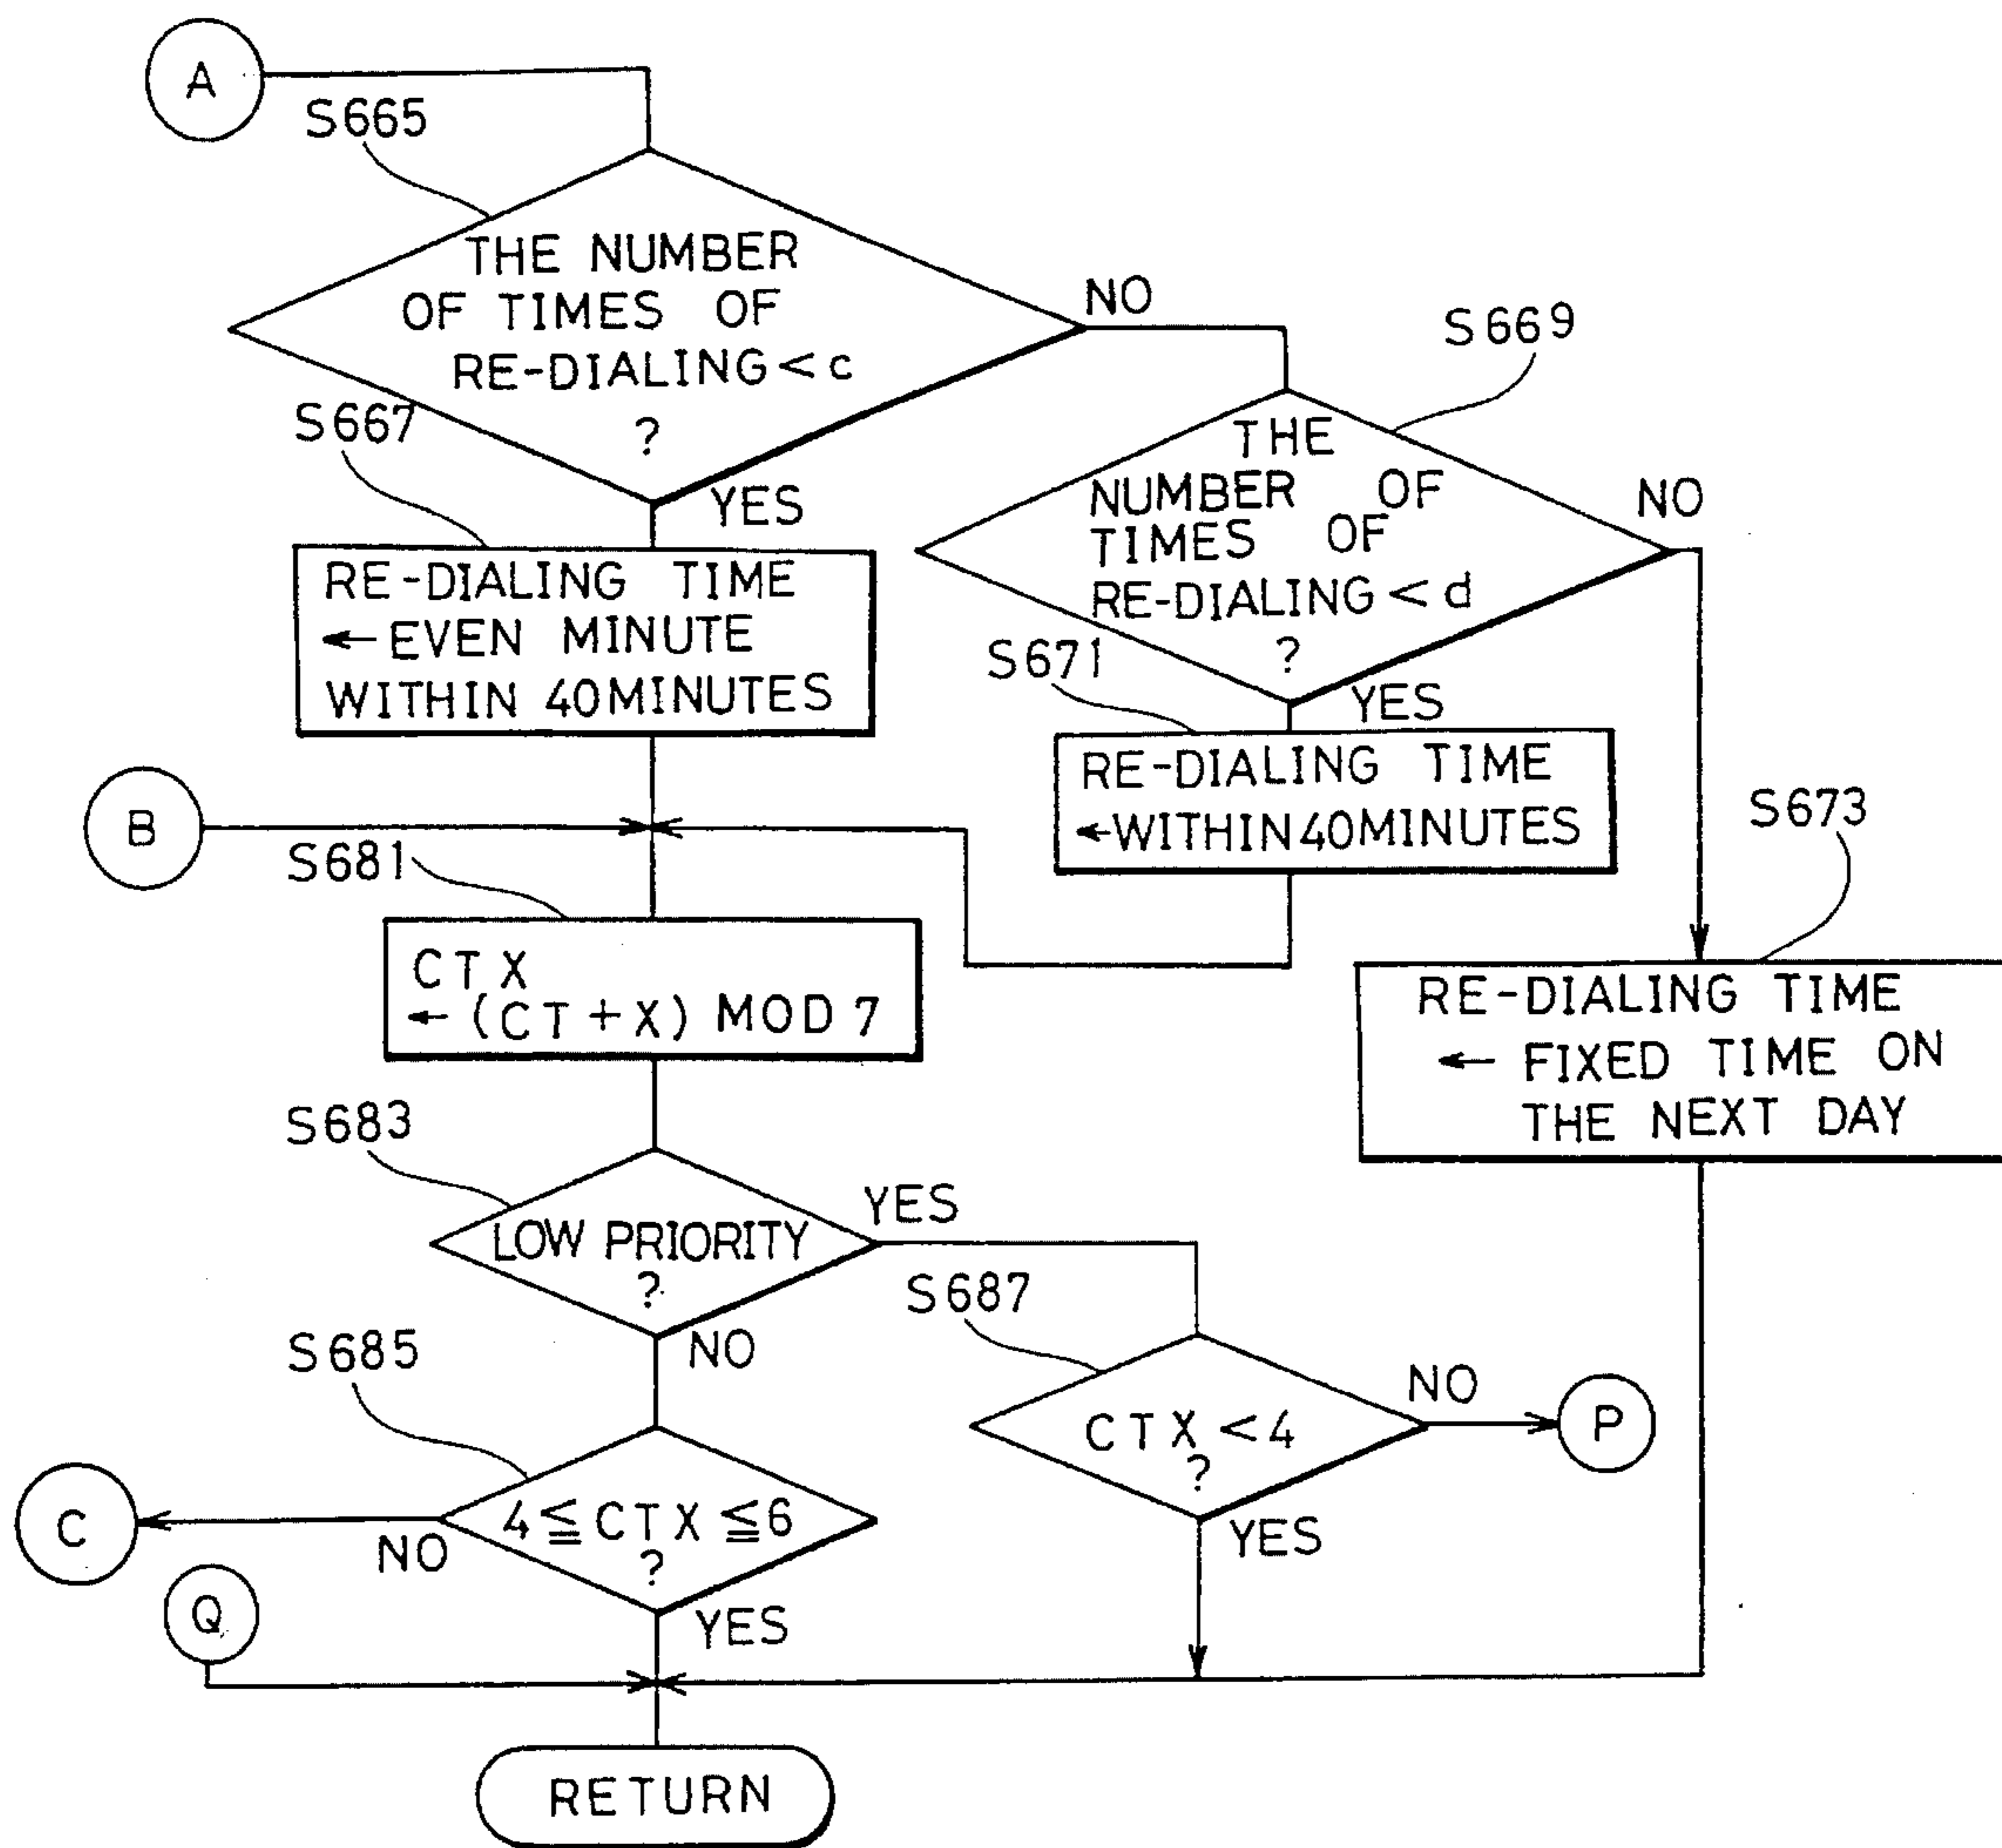 A
S665
THE NUMBER
OF TIMES OF
RE-DIALING < c
?
NO
S669
S667
YES
THE
NUMBER OF
TIMES OF
RE-DIALING < d
?
NO
RE-DIALING TIME
← EVEN MINUTE
WITHIN 40MINUTES
S671
YES
RE-DIALING TIME
←WITHIN 40MINUTES
B
S673
S681
CTX
← (CT+X) MOD 7
RE-DIALING TIME
← FIXED TIME ON
THE NEXT DAY
S683
LOW PRIORITY
?
YES
NO
S687
S685
CTX < 4
?
NO
P
YES
C
4 ≦ CTX ≦ 6
?
NO
YES
Q
RETURN